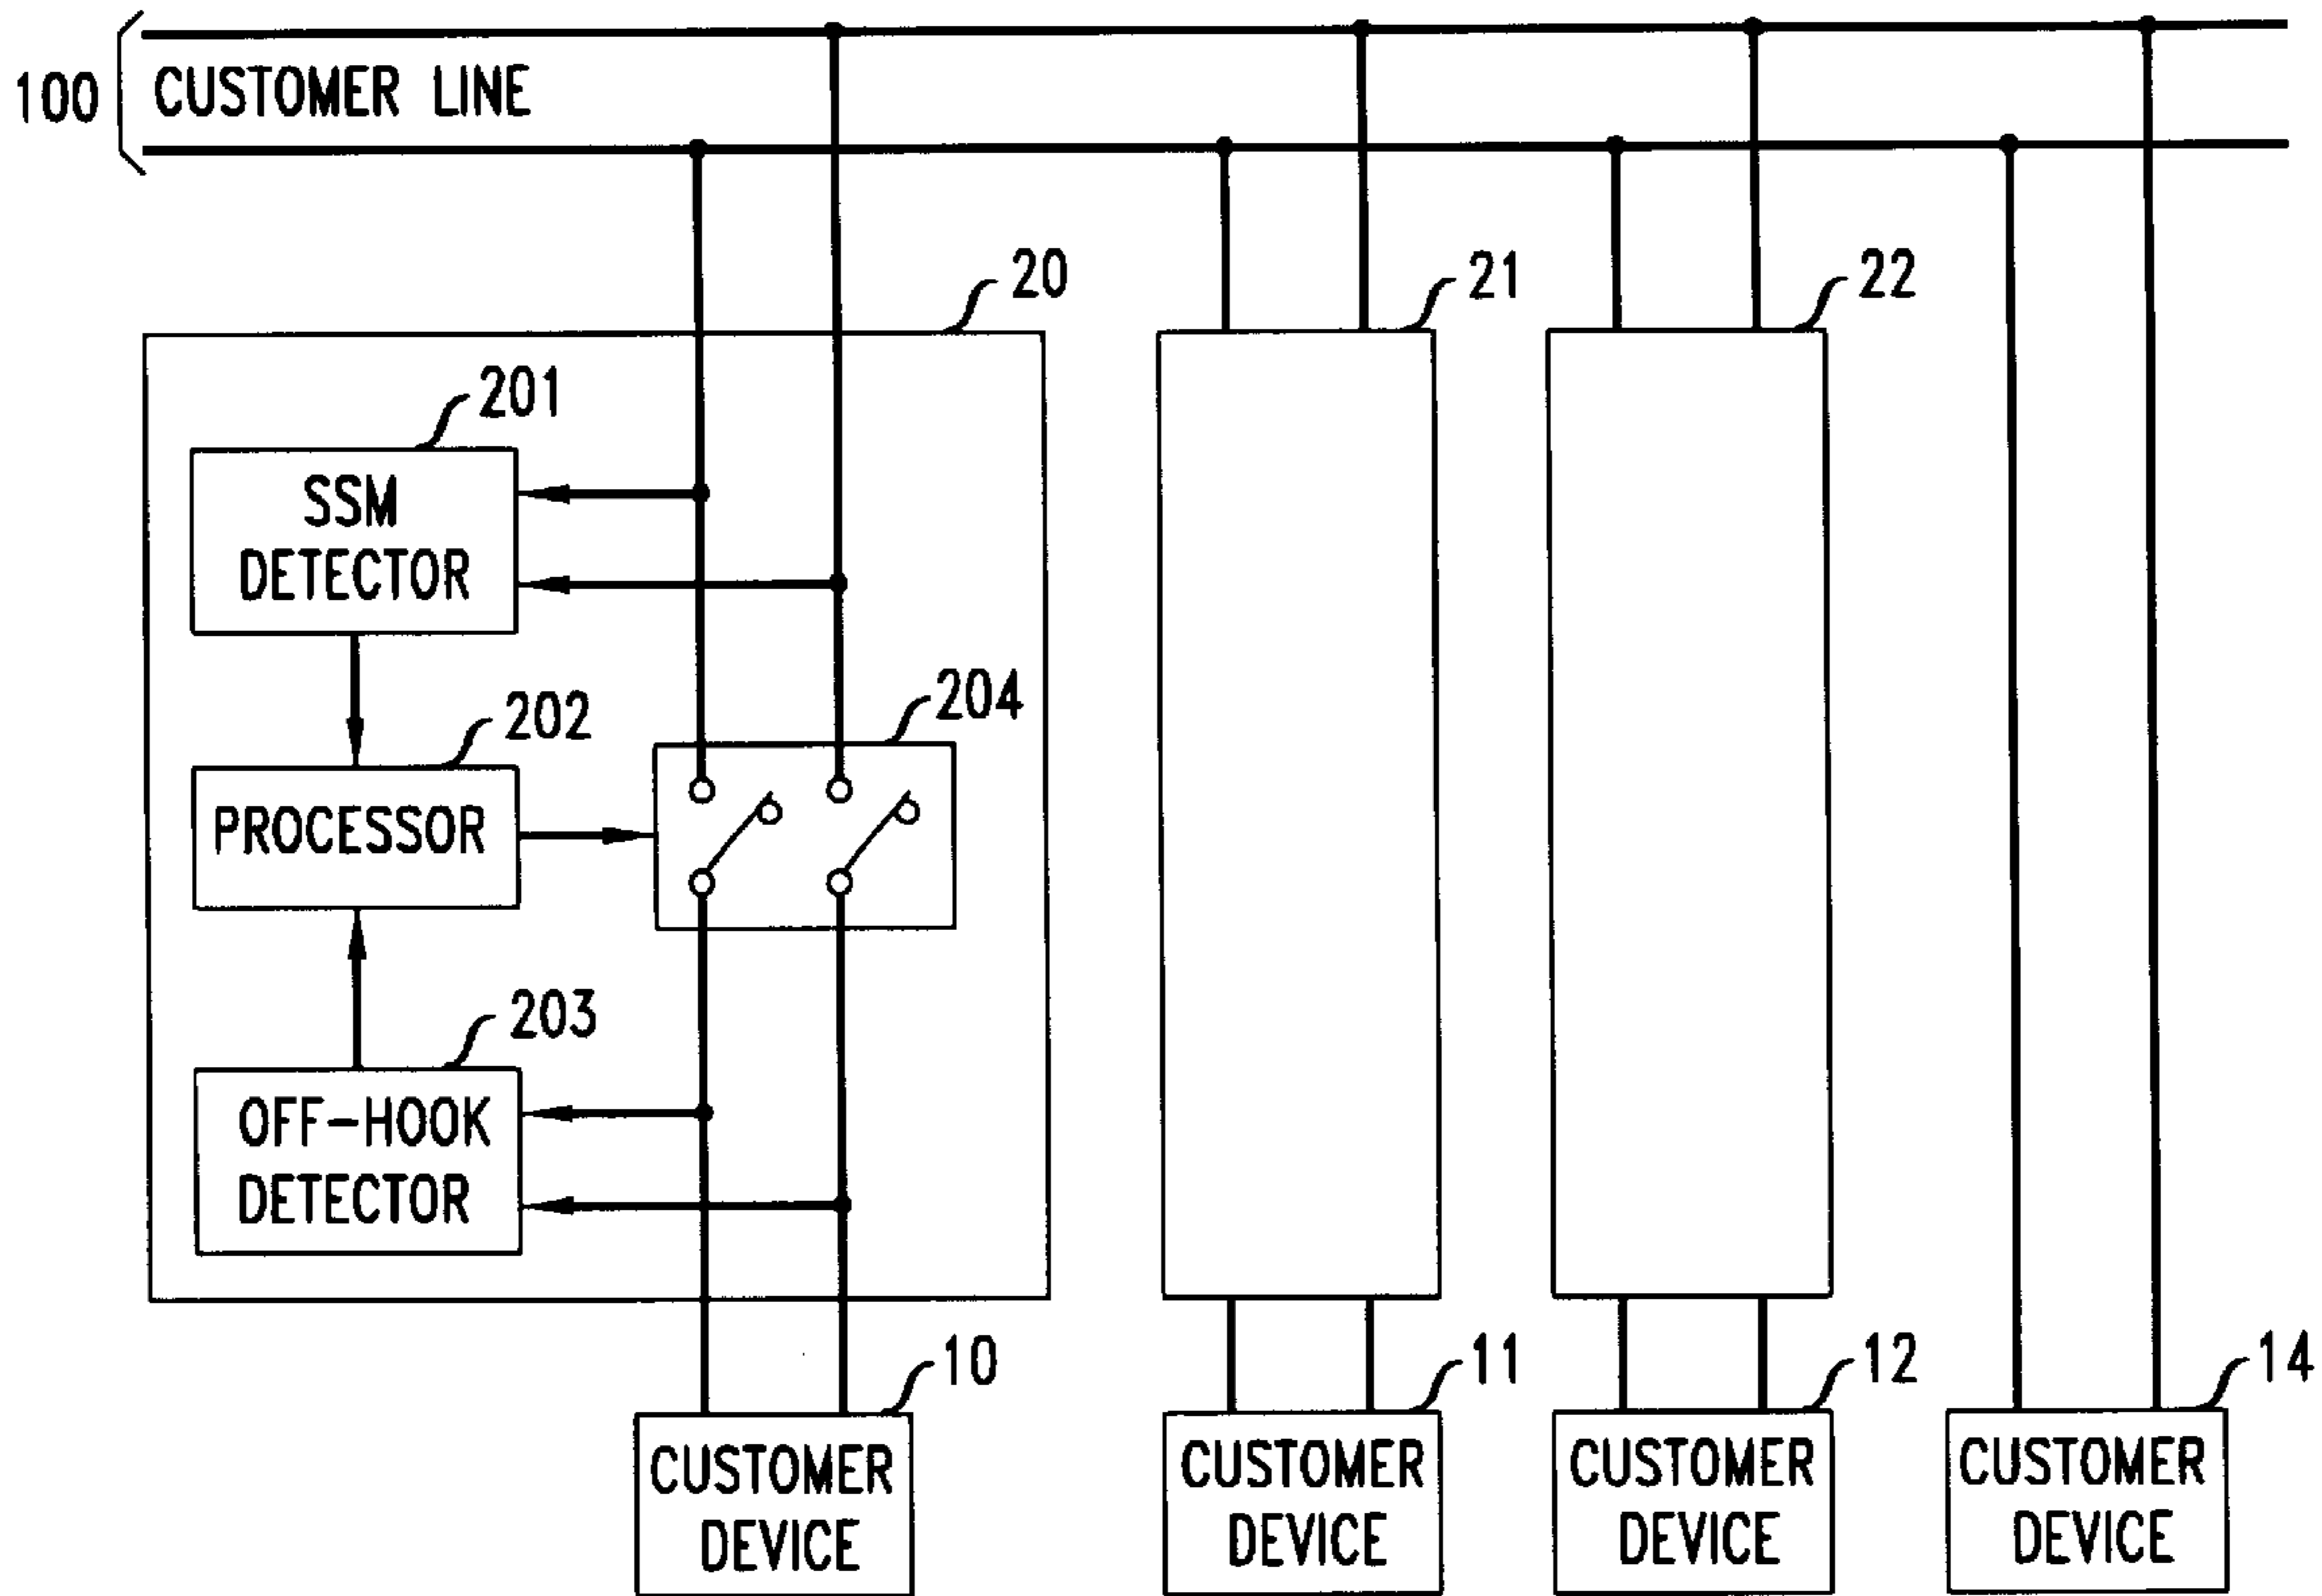 100 CUSTOMER LINE
20
21
22
201
SSM
DETECTOR
204
202
PROCESSOR
203
OFF-HOOK
DETECTOR
10
11
12
14
CUSTOMER
DEVICE
CUSTOMER
DEVICE
CUSTOMER
DEVICE
CUSTOMER
DEVICE